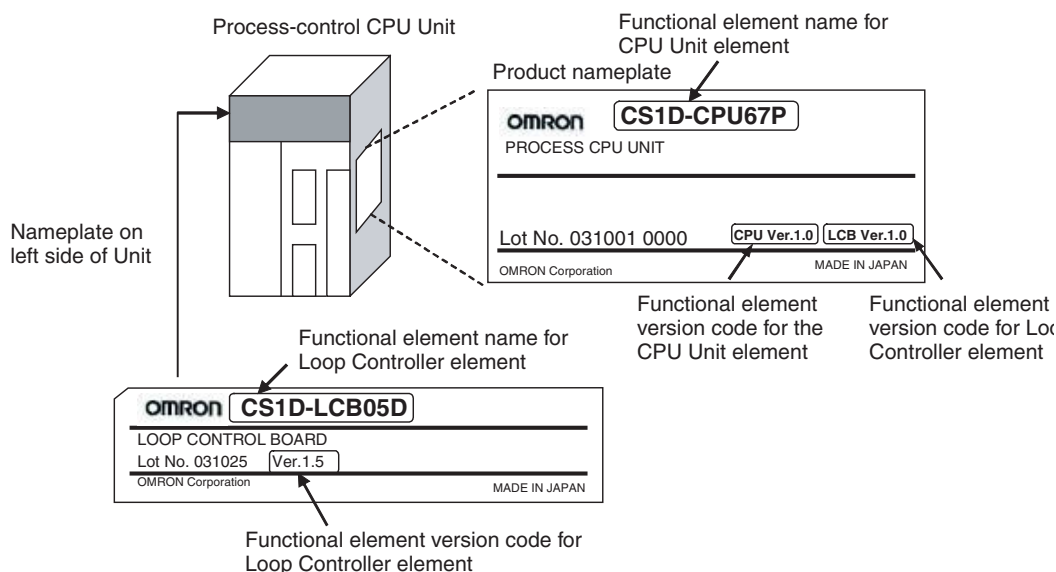 Process-control CPU Unit
Functional element name for
CPU Unit element
Product nameplate
OMRON CS1D-CPU67P
PROCESS CPU UNIT
Lot No. 031001 0000 CPU Ver.1.0 LCB Ver.1.0
OMRON Corporation MADE IN JAPAN
Nameplate on
left side of Unit
Functional element
version code for the
CPU Unit element
Functional element
version code for Loo
Controller element
Functional element name for
Loop Controller element
OMRON CS1D-LCB05D
LOOP CONTROL BOARD
Lot No. 031025 Ver.1.5
OMRON Corporation MADE IN JAPAN
Functional element version code for
Loop Controller element